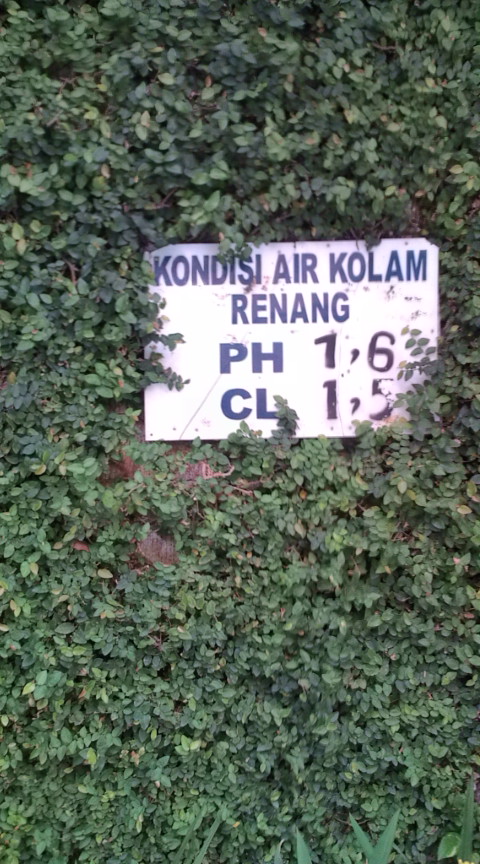 KONDISI AIR KOLAM
RENANG
PH 7,6
CL 1,5